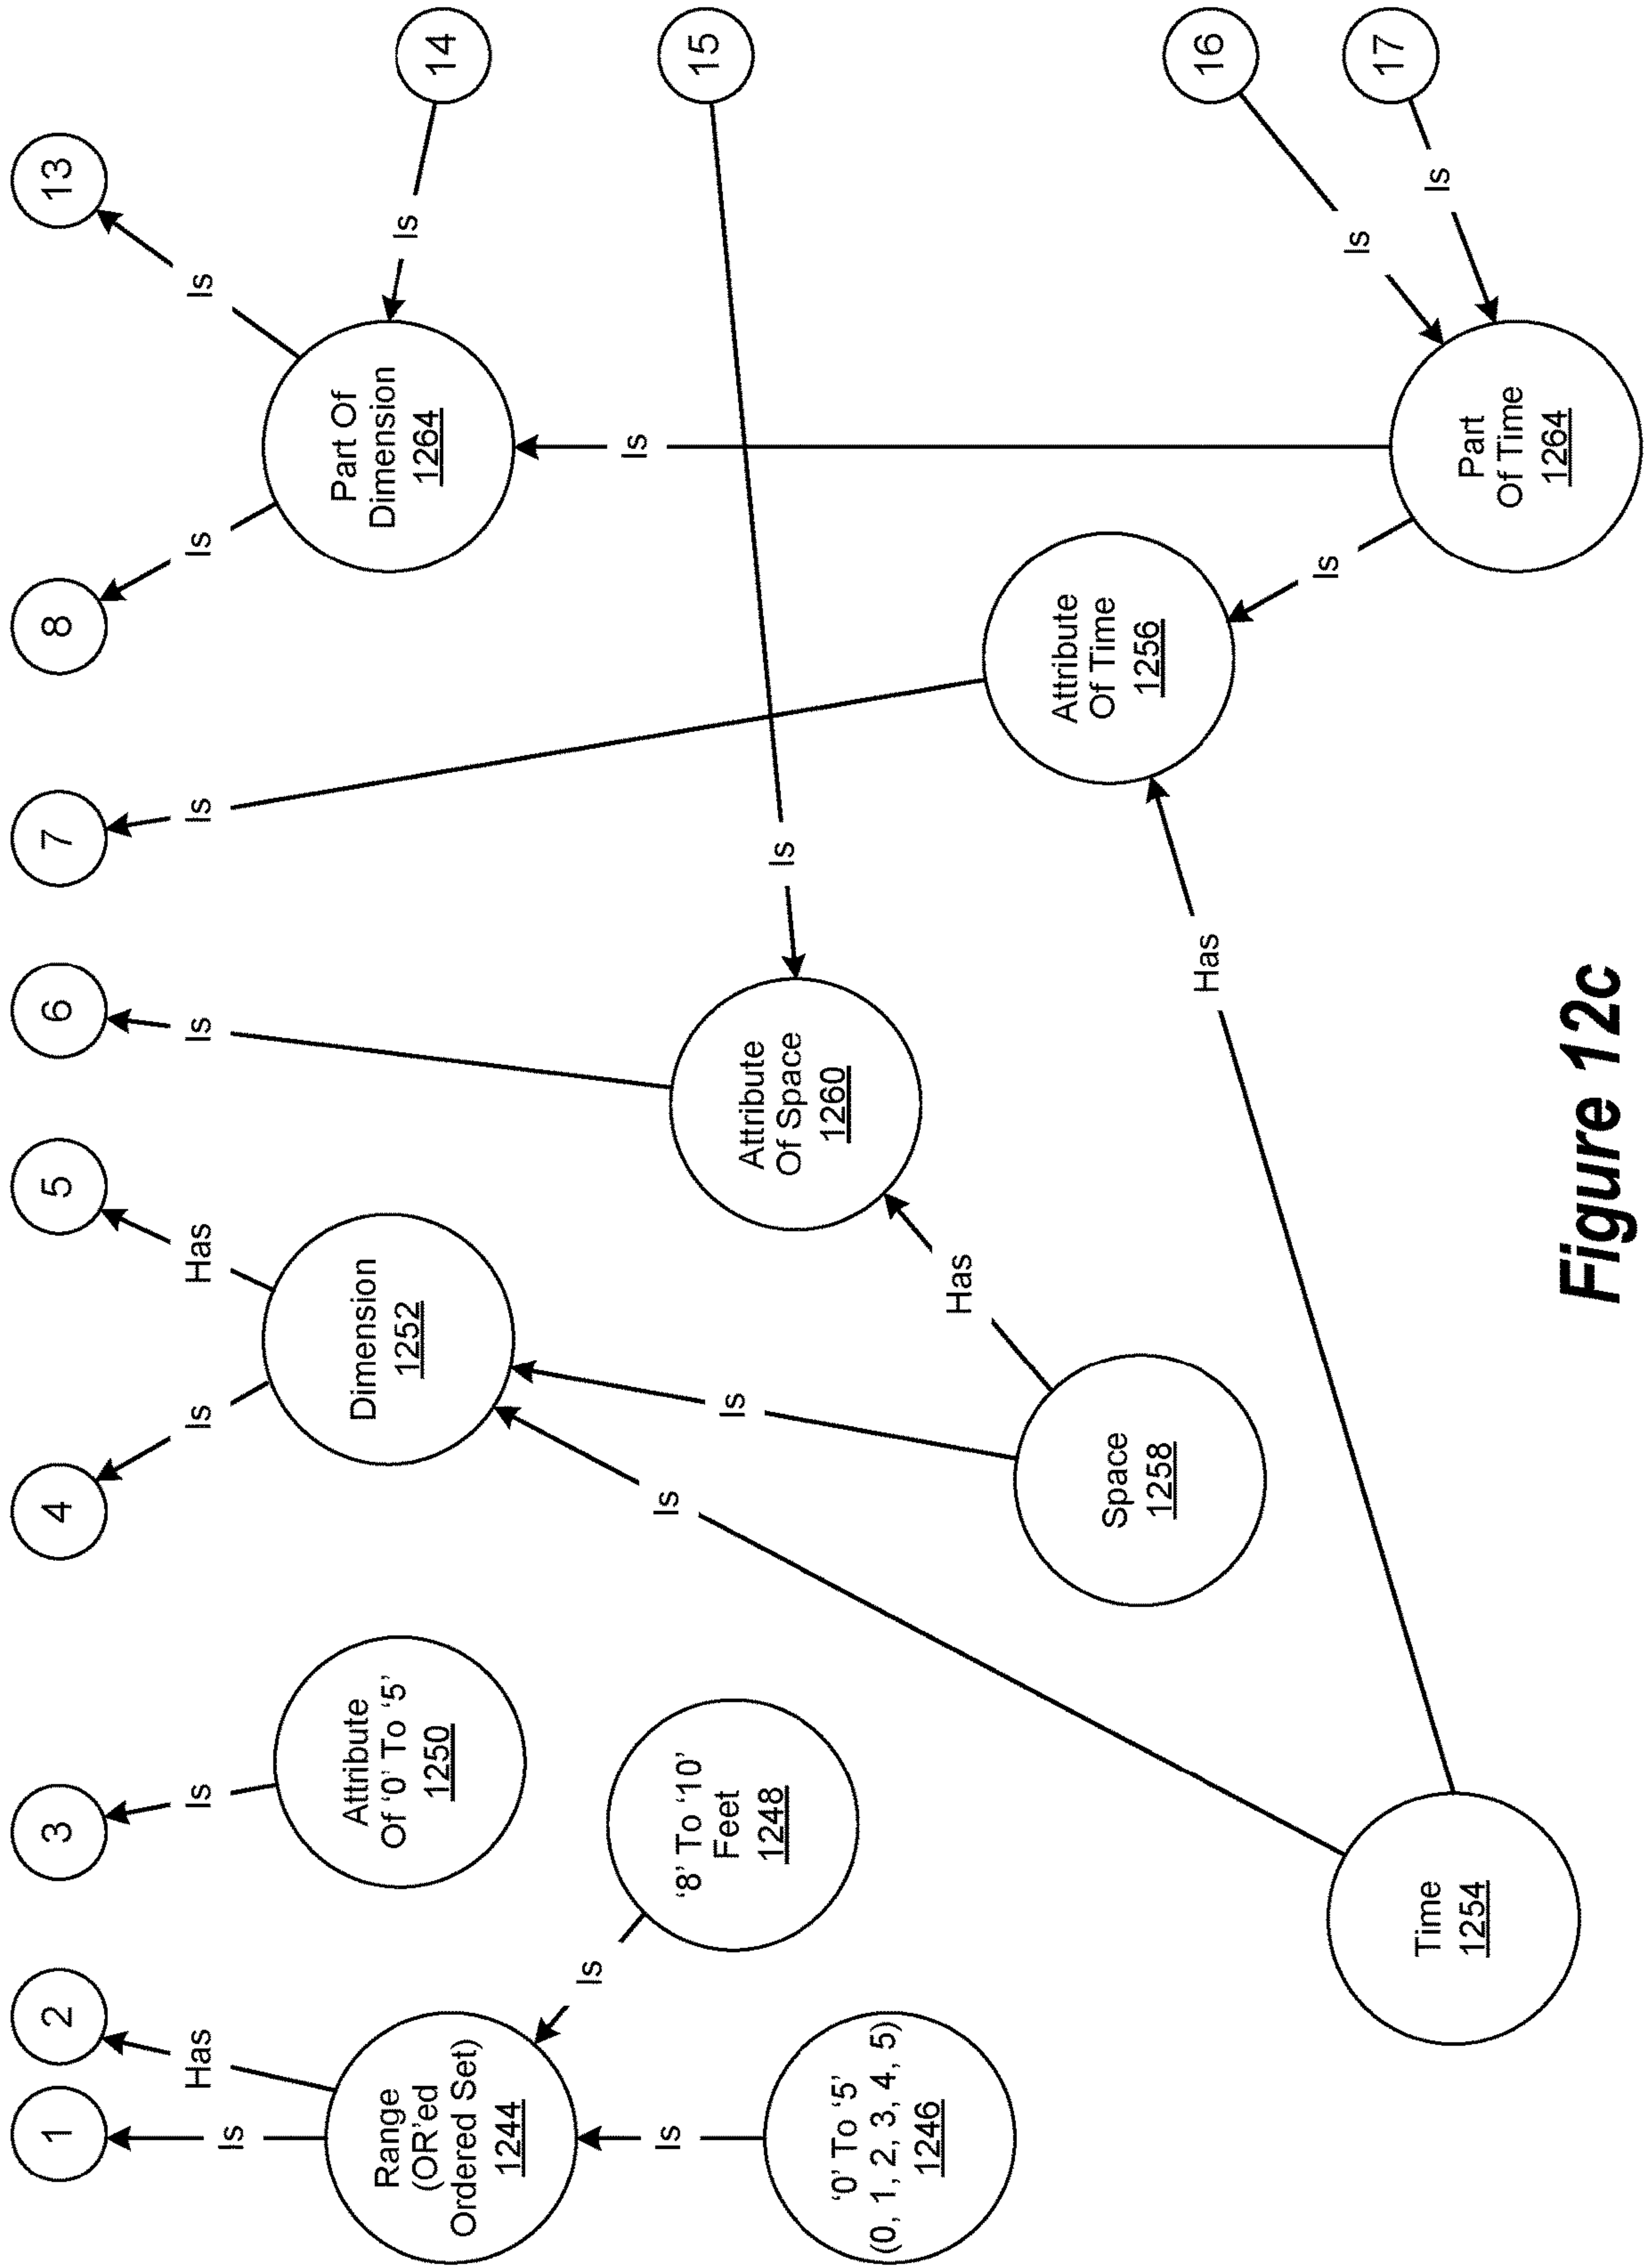 1
2
3
4
5
6
7
8
13
Is
Has
Is
Is
Has
Is
Is
Is
Is
Range
(OR'ed
Ordered Set)
1244
Attribute
Of '0' To '5'
1250
Dimension
1252
Part Of
Dimension
1264
Is
14
Is
Is
Is
Is
Is
15
'8' To '10'
Feet
1248
Attribute
Of Space
1260
Is
'0' To '5'
(0, 1, 2, 3, 4, 5)
1246
Has
Space
1258
Attribute
Of Time
1256
Has
Is
Is
16
Is
17
Time
1254
Part
Of Time
1264
Figure 12c